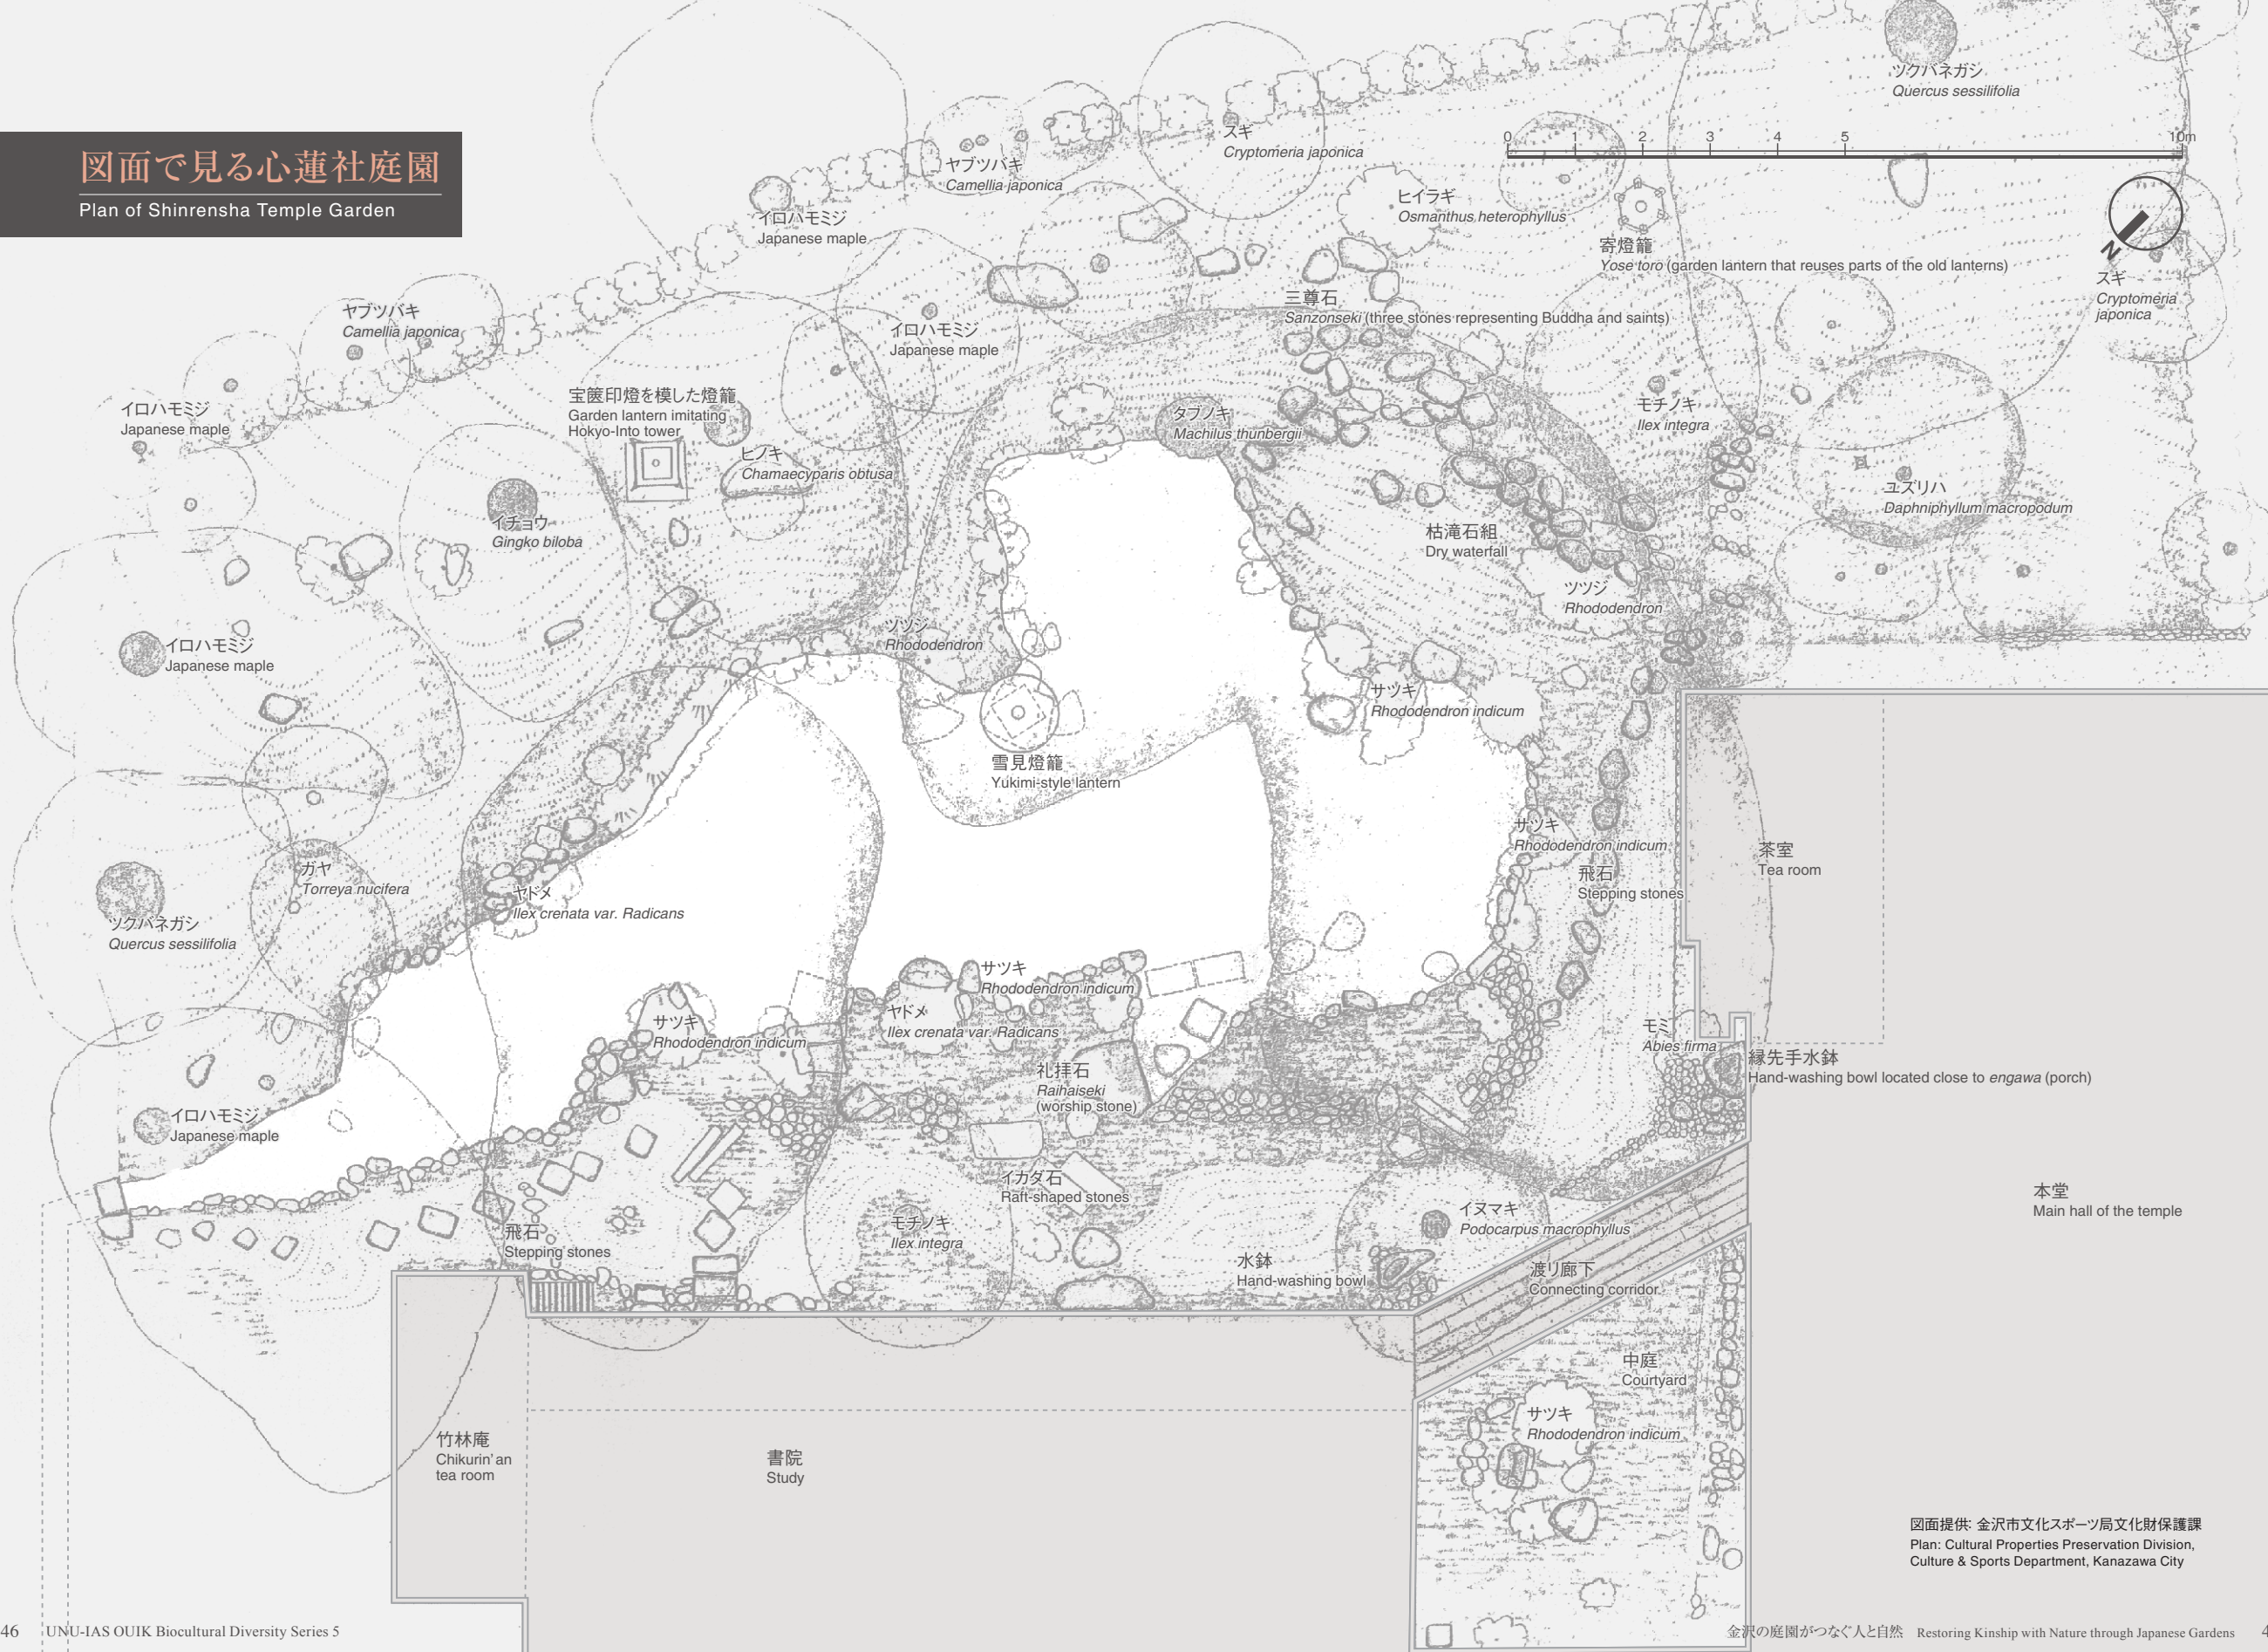 図面で見る心蓮社庭園
Plan of Shinrensha Temple Garden
ツクバネガシ
Quercus sessilifolia
0 1 2 3 4 5 10m
N
スギ
Cryptomeria japonica
ヤブツバキ
Camellia japonica
イロハモミジ
Japanese maple
ヒイラギ
Osmanthus heterophyllus
寄燈籠
Yose toro (garden lantern that reuses parts of the old lanterns)
スギ
Cryptomeria
japonica
三尊石
Sanzonseki (three stones representing Buddha and saints)
ヤブツバキ
Camellia japonica
イロハモミジ
Japanese maple
イロハモミジ
Japanese maple
宝篋印燈を模した燈籠
Garden lantern imitating
Hokyo-Into tower
ヒノキ
Chamaecyparis obtusa
タブノキ
Machilus thunbergii
モチノキ
Ilex integra
ユズリハ
Daphniphyllum macropodum
イチョウ
Gingko biloba
枯滝石組
Dry waterfall
ツツジ
Rhododendron
ツツジ
Rhododendron
イロハモミジ
Japanese maple
サツキ
Rhododendron indicum
雪見燈籠
Yukimi-style lantern
サツキ
Rhododendron indicum
飛石
Stepping stones
茶室
Tea room
ガヤ
Torreya nucifera
ヤドメ
Ilex crenata var. Radicans
ツクバネガシ
Quercus sessilifolia
サツキ
Rhododendron indicum
ヤドメ
Ilex crenata var. Radicans
サツキ
Rhododendron indicum
モミ
Abies firma
縁先手水鉢
Hand-washing bowl located close to engawa (porch)
礼拝石
Raihaiseki
(worship stone)
イロハモミジ
Japanese maple
イカダ石
Raft-shaped stones
本堂
Main hall of the temple
飛石
Stepping stones
モチノキ
Ilex integra
イヌマキ
Podocarpus macrophyllus
水鉢
Hand-washing bowl
渡り廊下
Connecting corridor
中庭
Courtyard
サツキ
Rhododendron indicum
竹林庵
Chikurin'an
tea room
書院
Study
図面提供: 金沢市文化スポーツ局文化財保護課
Plan: Cultural Properties Preservation Division,
Culture & Sports Department, Kanazawa City
46 UNU-IAS OUIK Biocultural Diversity Series 5
金沢の庭園がつなぐ人と自然 Restoring Kinship with Nature through Japanese Gardens